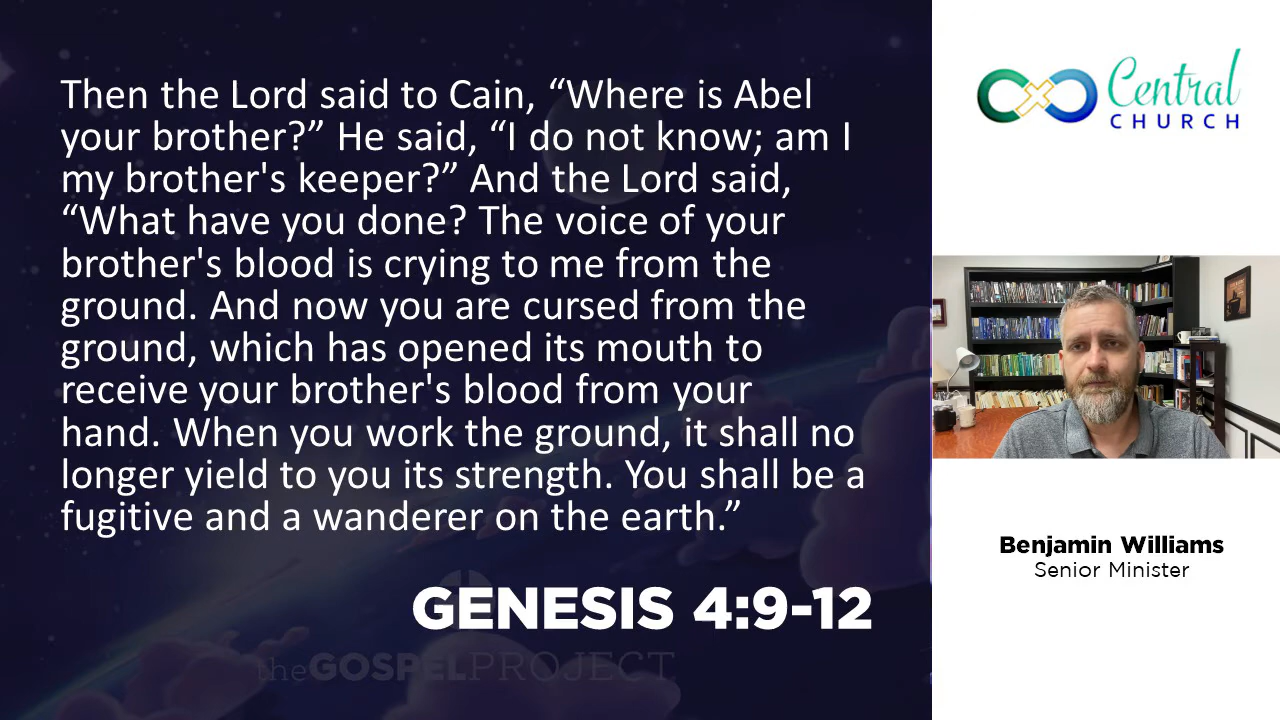 Then the Lord said to Cain, “Where is Abel
your brother?” He said, “I do not know; am I
my brother's keeper?” And the Lord said,
“What have you done? The voice of your
brother's blood is crying to me from the
ground. And now you are cursed from the
ground, which has opened its mouth to
receive your brother's blood from your
hand. When you work the ground, it shall no
longer yield to you its strength. You shall be a
fugitive and a wanderer on the earth.”
GENESIS 4:9-12
theGOSPELPROJECT
Central
CHURCH
Benjamin Williams
Senior Minister